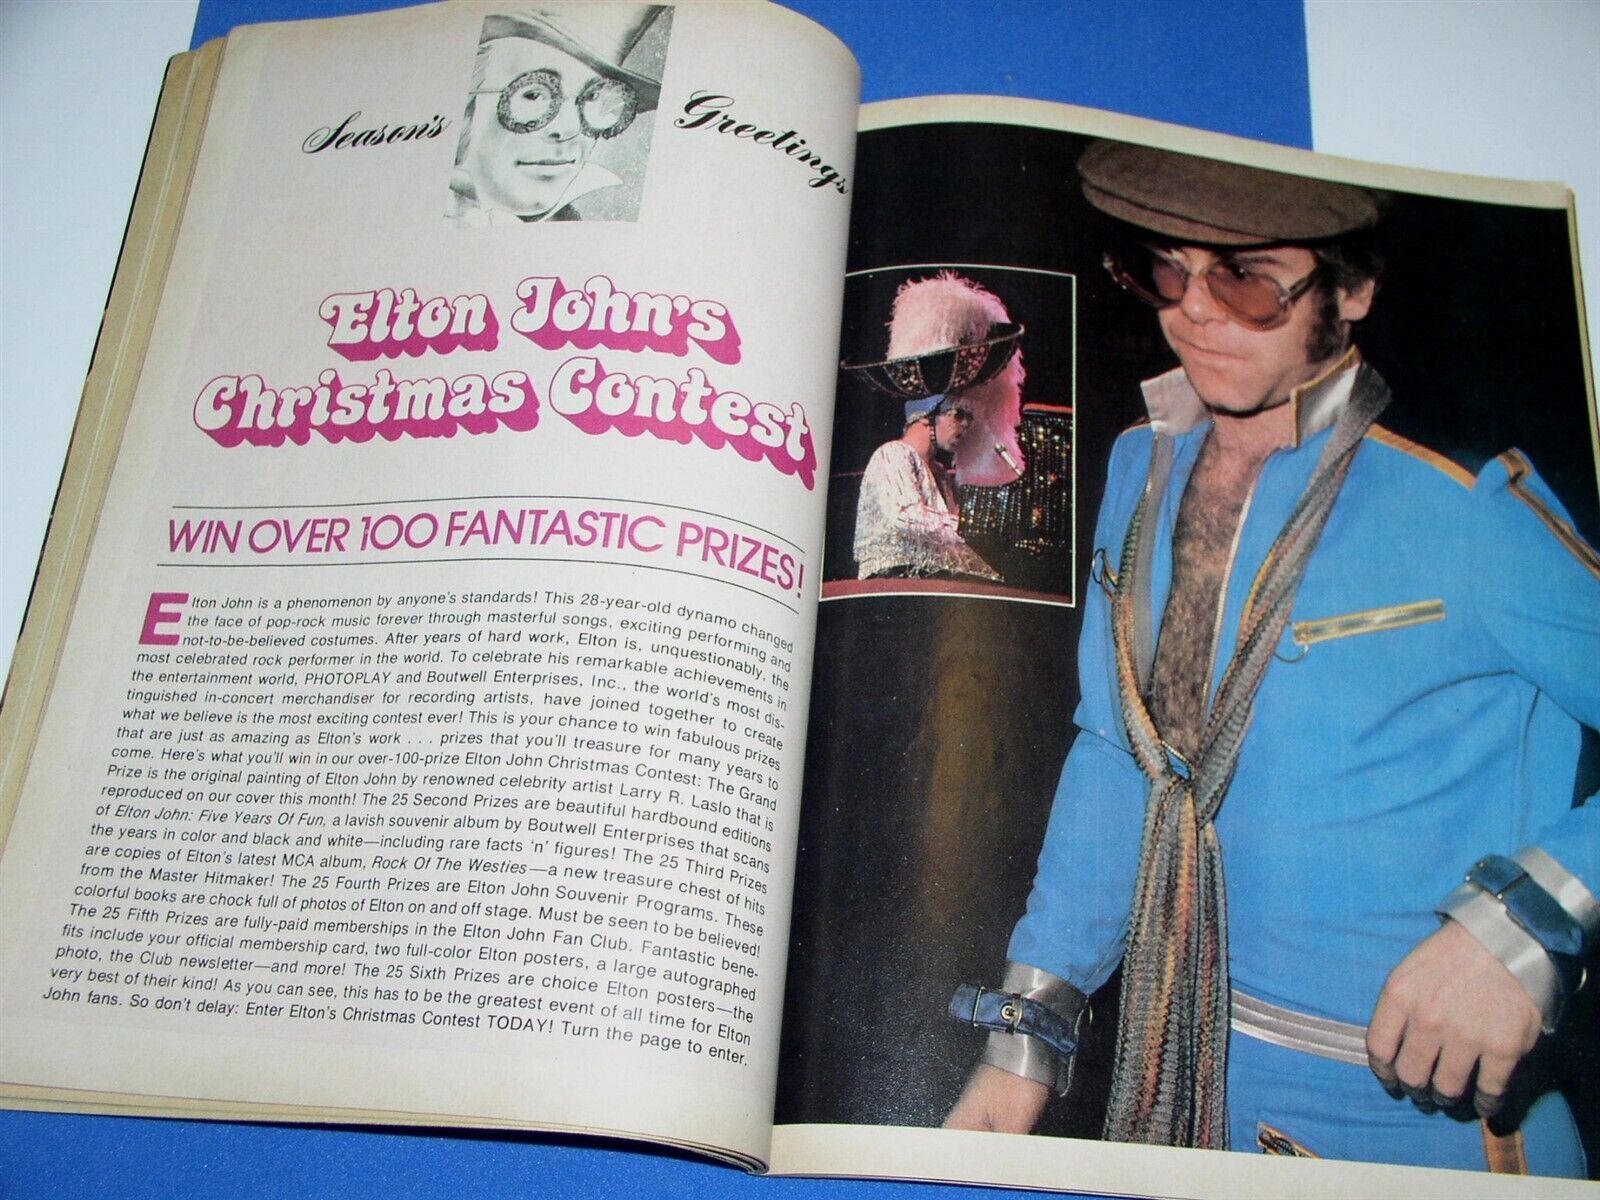 Season's Greetings
Elton John's
Christmas Contest
WIN OVER 100 FANTASTIC PRIZES!
Elton John is a phenomenon by anyone's standards! This 28-year-old dynamo changed
the face of pop-rock music forever through masterful songs, exciting performing and
not-to-be-believed costumes. After years of hard work, Elton is, unquestionably, the
most celebrated rock performer in the world. To celebrate his remarkable achievements in
the entertainment world, PHOTOPLAY and Boutwell Enterprises, Inc., the world's most dis-
tinguished in-concert merchandiser for recording artists, have joined together to create
what we believe is the most exciting contest ever! This is your chance to win fabulous prizes
that are just as amazing as Elton's work . . . prizes that you'll treasure for many years to
come. Here's what you'll win in our over-100-prize Elton John Christmas Contest: The Grand
Prize is the original painting of Elton John by renowned celebrity artist Larry R. Laslo that is
reproduced on our cover this month! The 25 Second Prizes are beautiful hardbound editions
of Elton John: Five Years Of Fun, a lavish souvenir album by Boutwell Enterprises that scans
the years in color and black and white—including rare facts 'n' figures! The 25 Third Prizes
are copies of Elton's latest MCA album, Rock Of The Westies—a new treasure chest of hits
from the Master Hitmaker! The 25 Fourth Prizes are Elton John Souvenir Programs. These
colorful books are chock full of photos of Elton on and off stage. Must be seen to be believed!
The 25 Fifth Prizes are fully-paid memberships in the Elton John Fan Club. Fantastic bene-
fits include your official membership card, two full-color Elton posters, a large autographed
photo, the Club newsletter—and more! The 25 Sixth Prizes are choice Elton posters—the
very best of their kind! As you can see, this has to be the greatest event of all time for Elton
John fans. So don't delay: Enter Elton's Christmas Contest TODAY! Turn the page to enter.